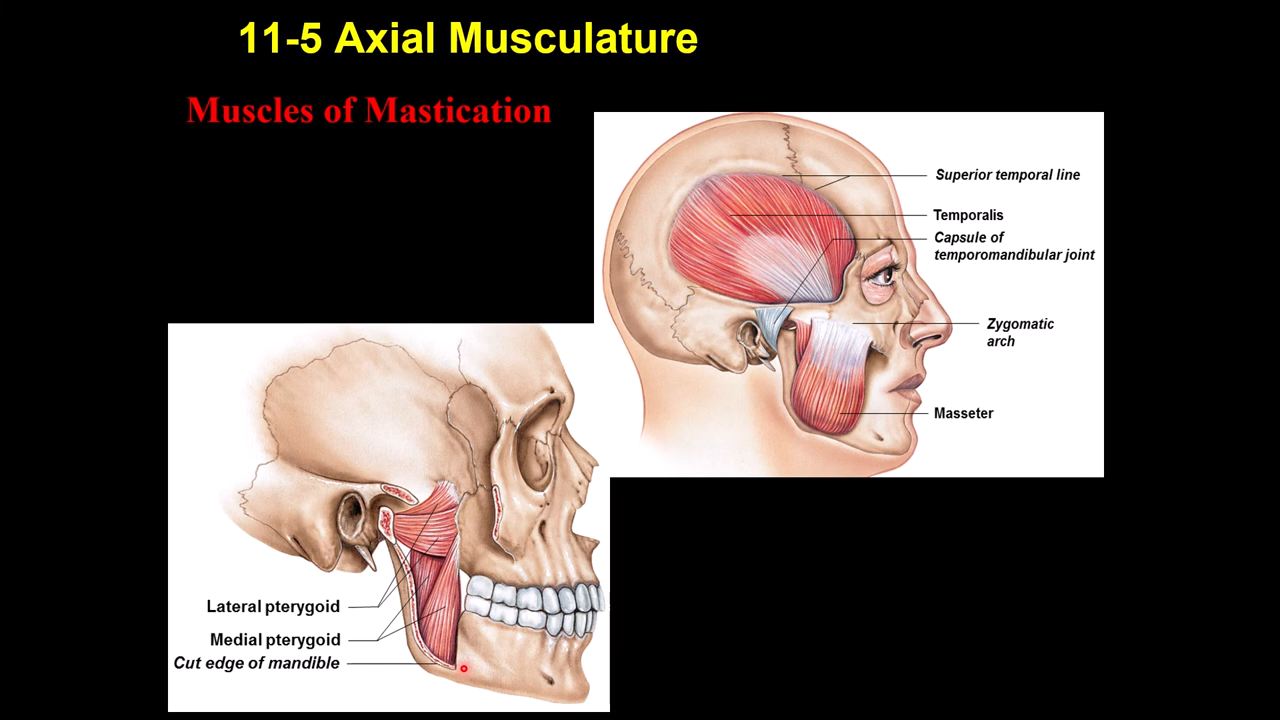 11-5 Axial Musculature
Muscles of Mastication
Superior temporal line
Temporalis
Capsule of
temporomandibular joint
Zygomatic
arch
Masseter
Lateral pterygoid
Medial pterygoid
Cut edge of mandible